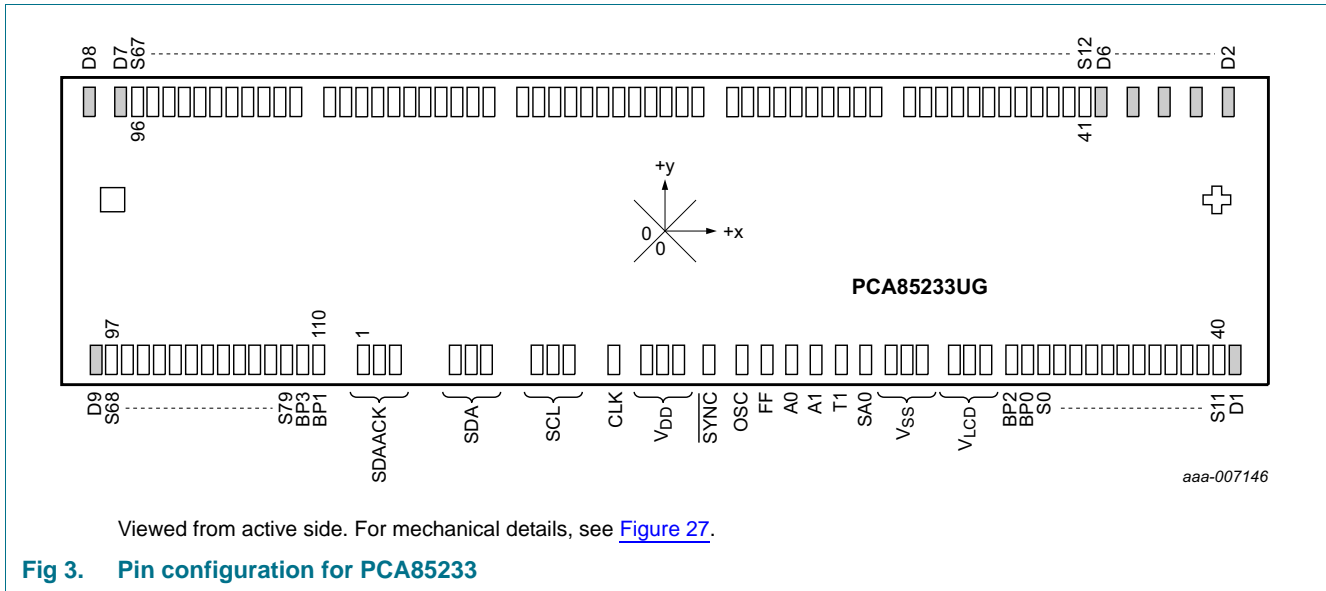 D8 D7 S67 S12 D6 D2
96 41
+y
0 +x
0
PCA85233UG
97 110 1 40
D9 S68 S79 BP3 BP1 SDAACK SDA SCL CLK VDD SYNC OSC FF A0 A1 T1 SA0 VSS VLCD BP2 BP0 S0 S11 D1
aaa-007146
Viewed from active side. For mechanical details, see Figure 27.
Fig 3. Pin configuration for PCA85233